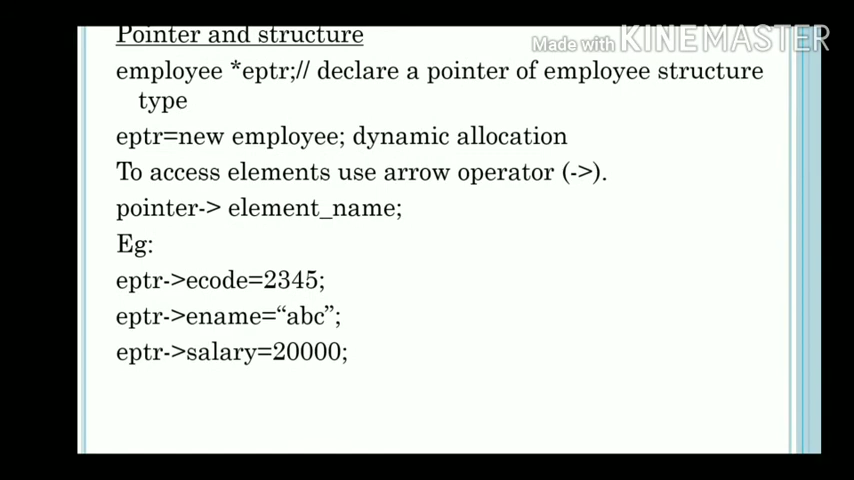 Pointer and structure
Made with KINEMASTER
employee *eptr;// declare a pointer of employee structure
type
eptr=new employee; dynamic allocation
To access elements use arrow operator (->).
pointer-> element_name;
Eg:
eptr->ecode=2345;
eptr->ename=“abc”;
eptr->salary=20000;